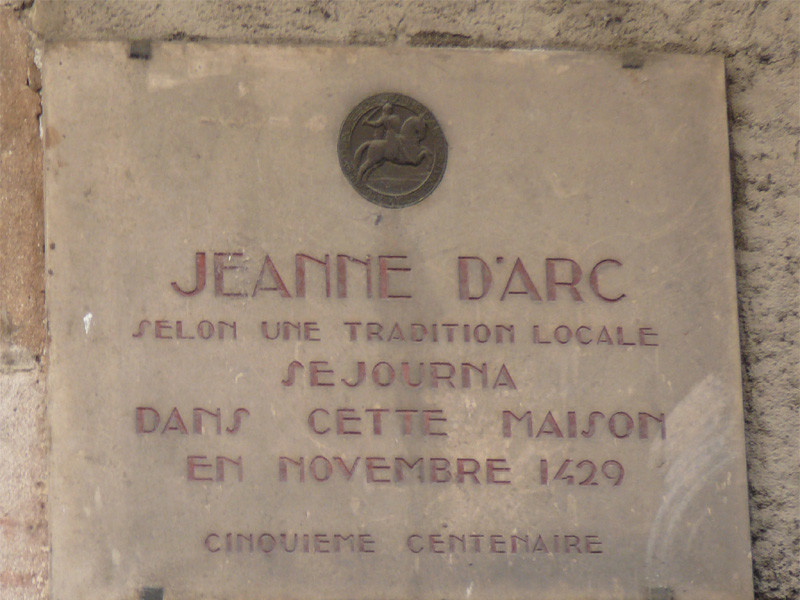 JEANNE D'ARC
SELON UNE TRADITION LOCALE
SEJOURNA
DANS CETTE MAISON
EN NOVEMBRE 1429
CINQUIEME CENTENAIRE